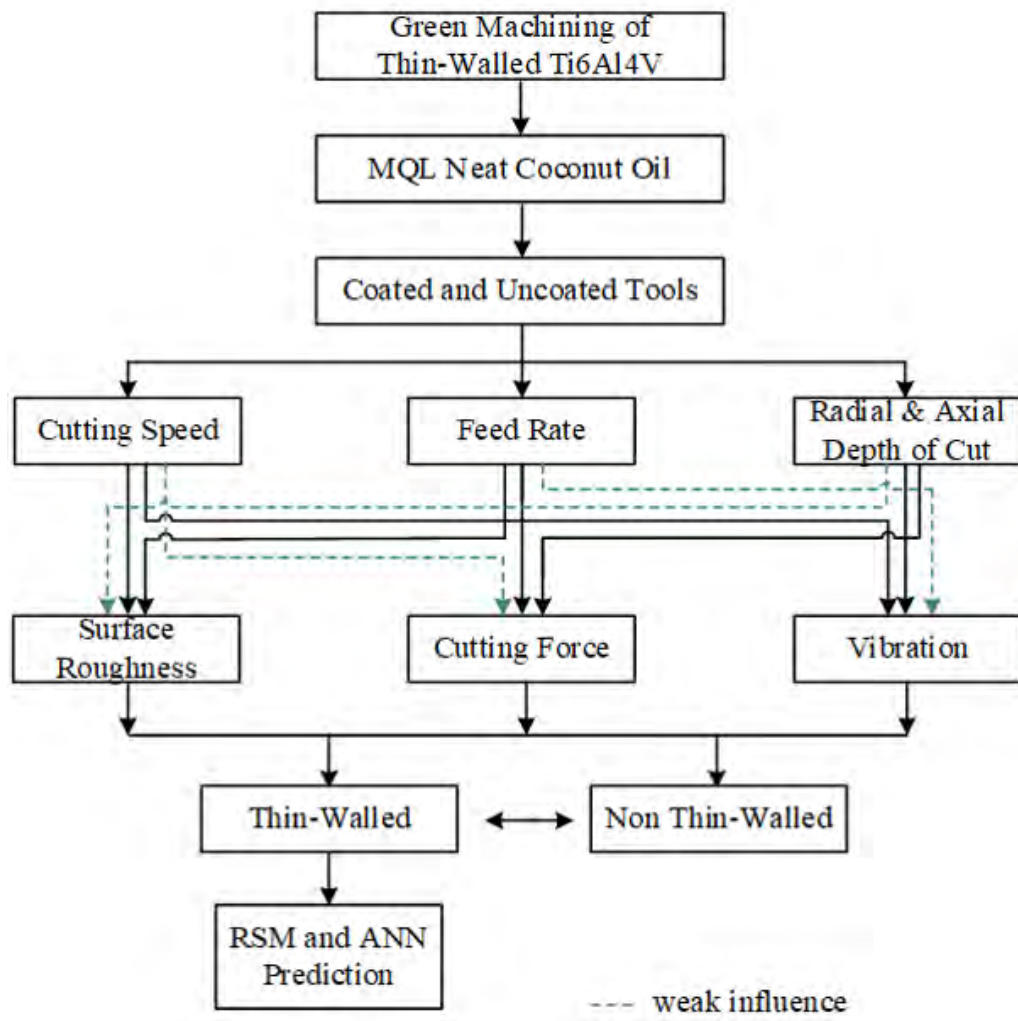 Green Machining of
Thin-Walled Ti6Al4V
MQL Neat Coconut Oil
Coated and Uncoated Tools
Cutting Speed
Feed Rate
Radial & Axial
Depth of Cut
Surface
Roughness
Cutting Force
Vibration
Thin-Walled
Non Thin-Walled
RSM and ANN
Prediction
weak influence